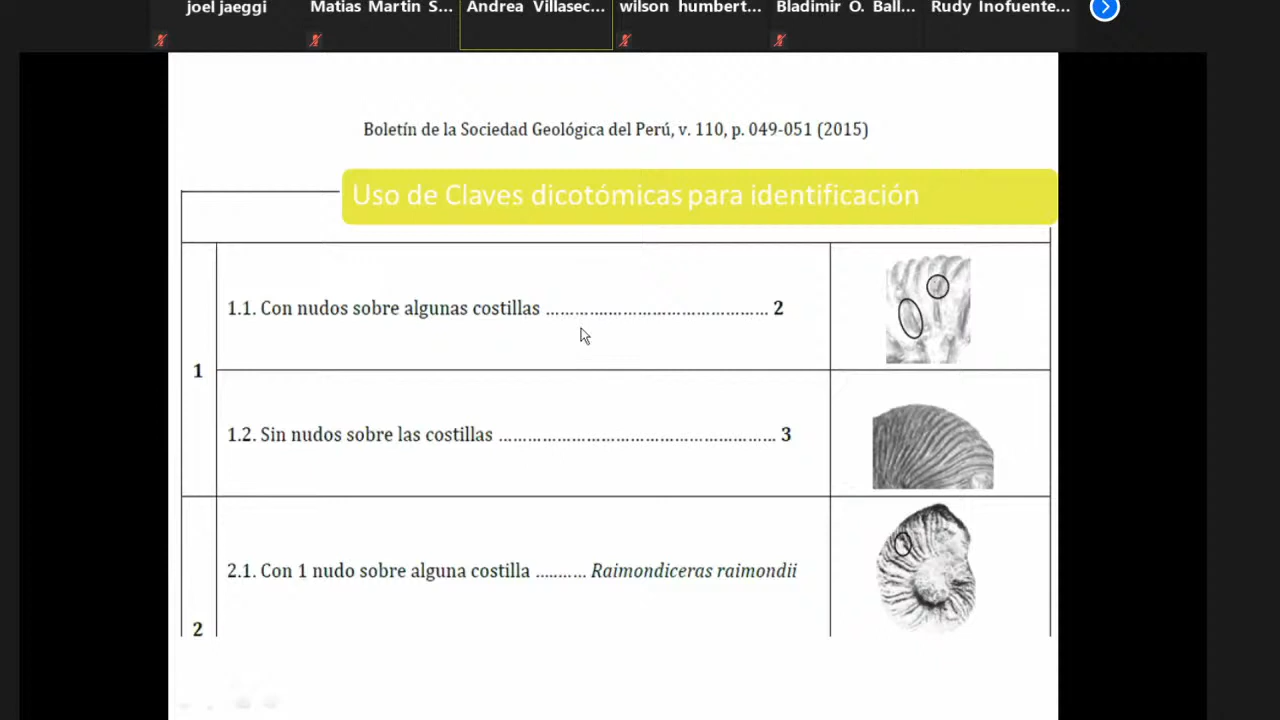 joel jaeggi
Matias Martin S...
Andrea Villasec...
wilson humbert...
Bladimir O. Ball...
Rudy Inofuente...
Boletín de la Sociedad Geológica del Perú, v. 110, p. 049-051 (2015)
Uso de Claves dicotómicas para identificación
1
1.1. Con nudos sobre algunas costillas ................................................ 2
1.2. Sin nudos sobre las costillas ............................................................ 3
2
2.1. Con 1 nudo sobre alguna costilla ........... Raimondiceras raimondii